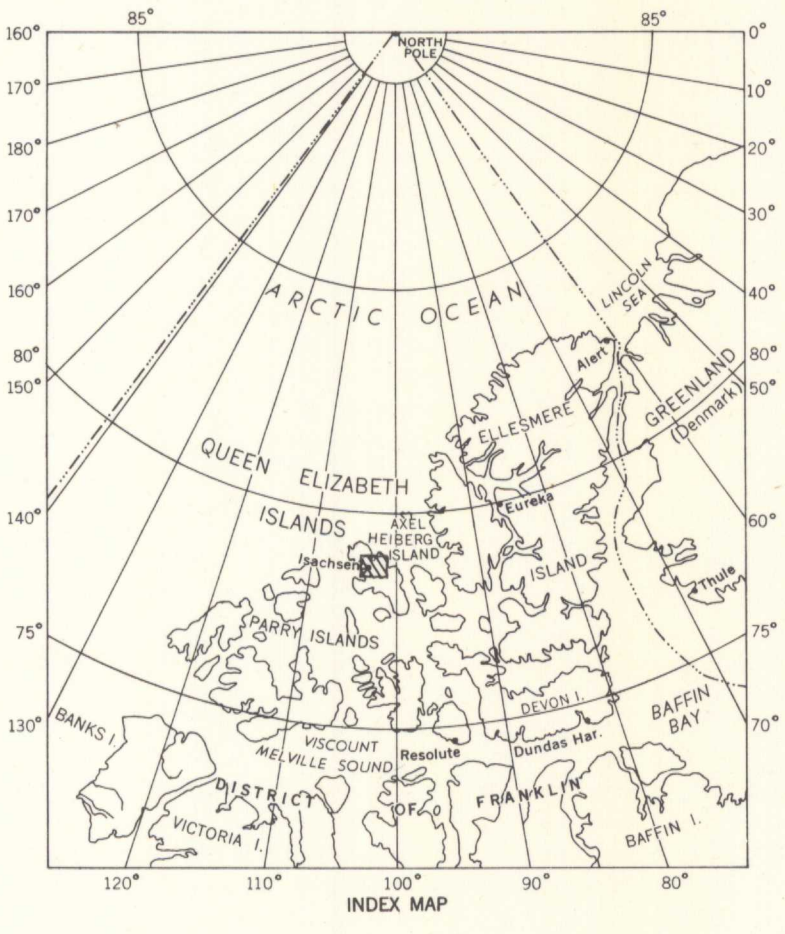 85°
85°
160°
NORTH
POLE
0°
170°
10°
180°
20°
170°
30°
160°
ARCTIC OCEAN
LINCOLN
SEA
40°
80°
Alert
80°
150°
GREENLAND
(Denmark)
50°
ELLESMERE
QUEEN ELIZABETH
ISLANDS
140°
Eureka
AXEL
HEIBERG
ISLAND
60°
Isachsen
ISLAND
Thule
75°
PARRY ISLANDS
75°
DEVON I.
BAFFIN
BAY
130°
BANKS I.
70°
VISCOUNT
MELVILLE SOUND
Resolute
Dundas Har.
DISTRICT OF FRANKLIN
VICTORIA I.
BAFFIN I.
120°
110°
100°
90°
80°
INDEX MAP